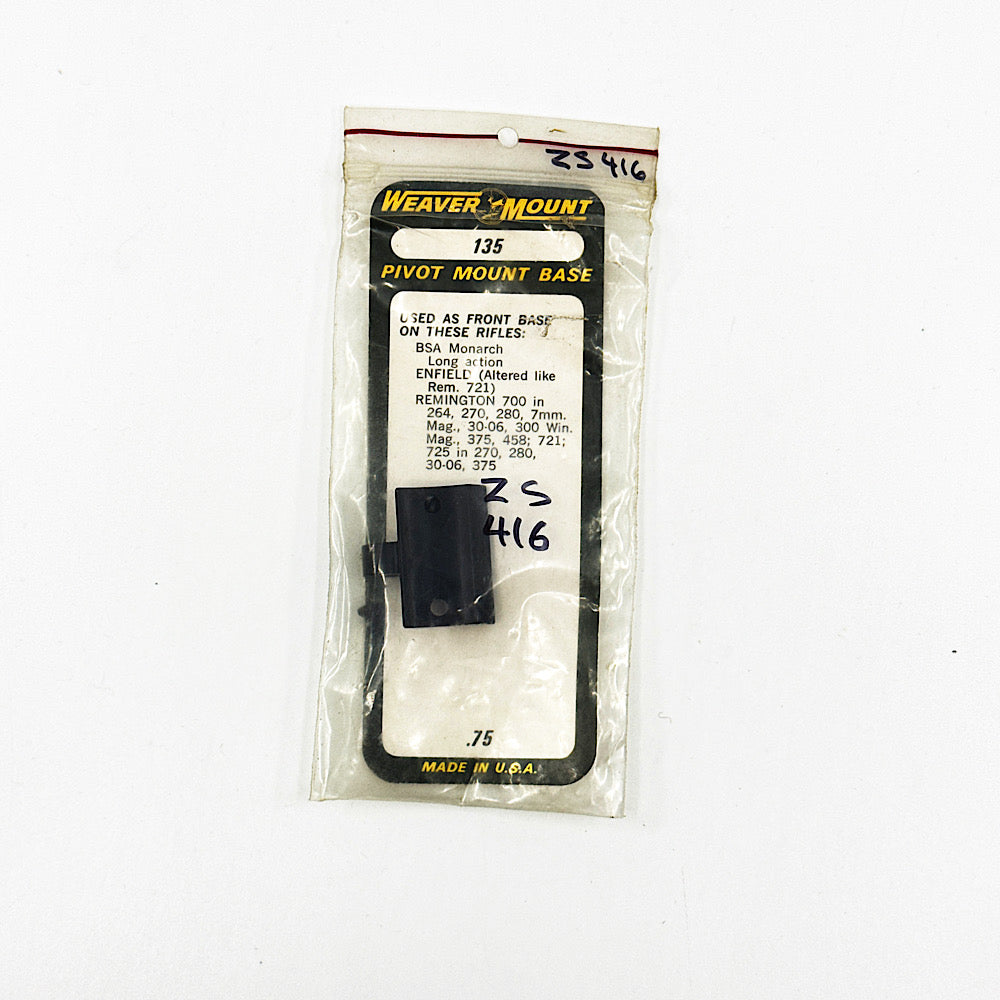 ZS 416
WEAVER MOUNT
135
PIVOT MOUNT BASE
USED AS FRONT BASE
ON THESE RIFLES:
BSA Monarch
Long action
ENFIELD (Altered like
Rem. 721)
REMINGTON 700 in
264, 270, 280, 7mm.
Mag., 30-06, 300 Win.
Mag., 375, 458; 721;
725 in 270, 280,
30-06, 375
ZS
416
.75
MADE IN U.S.A.